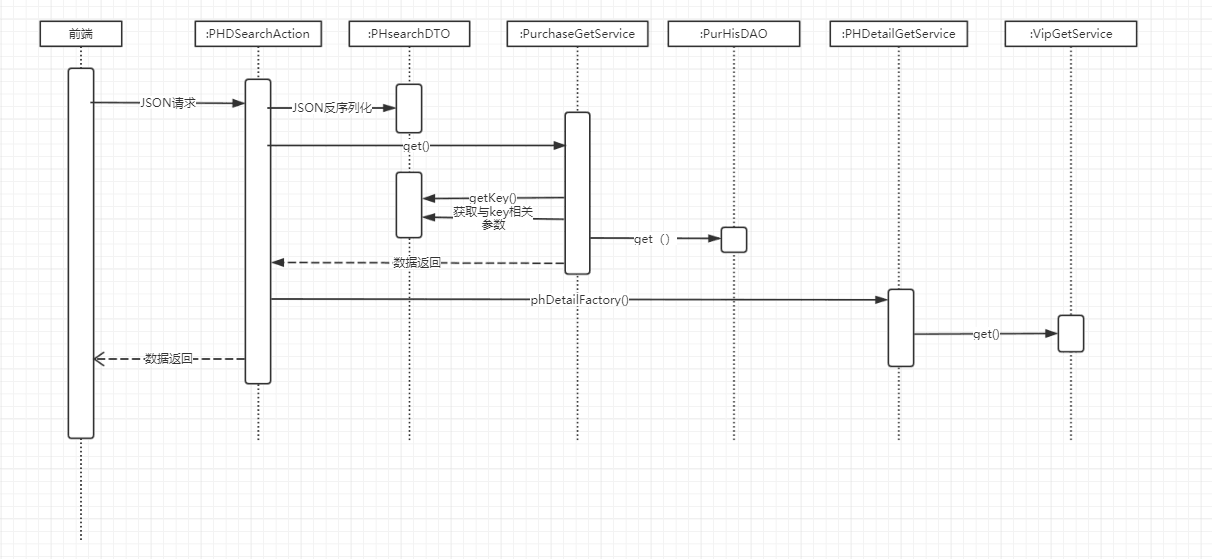 前端
:PHDSearchAction
:PHsearchDTO
:PurchaseGetService
:PurHisDAO
:PHDetailGetService
:VipGetService
JSON请求
JSON反序列化
get()
getKey()
获取与key相关
参数
get（）
数据返回
phDetailFactory()
get()
数据返回